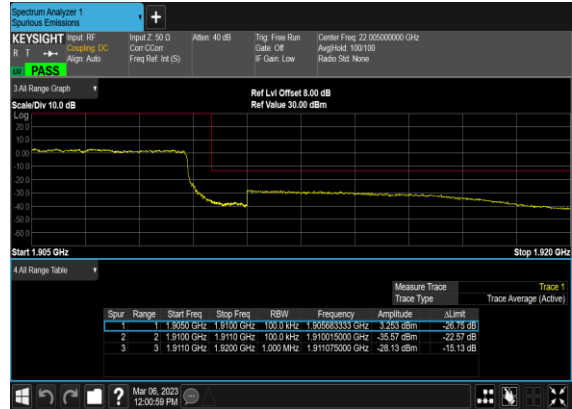 Spectrum Analyzer 1
Spurious Emissions
KEYSIGHT Input: RF Input Z: 50 Ω Atten: 40 dB Trig: Free Run Center Freq: 22.005000000 GHz
R T Coupling: DC Corr CCorr Gate: Off Avg|Hold: 100/100
Align: Auto Freq Ref: Int (S) IF Gain: Low Radio Std: None
LXI PASS
3 All Range Graph
Ref Lvl Offset 8.00 dB
Scale/Div 10.0 dB Ref Value 30.00 dBm
Log
20.0
10.0
0.00
-10.0
-20.0
-30.0
-40.0
-50.0
-60.0
Start 1.905 GHz Stop 1.920 GHz
4 All Range Table
Measure Trace Trace 1
Trace Type Trace Average (Active)
Spur Range Start Freq Stop Freq RBW Frequency Amplitude ΔLimit
1 1 1.9050 GHz 1.9100 GHz 100.0 kHz 1.905683333 GHz 3.253 dBm -26.75 dB
2 2 1.9100 GHz 1.9110 GHz 100.0 kHz 1.910015000 GHz -35.57 dBm -22.57 dB
3 3 1.9110 GHz 1.9200 GHz 1.000 MHz 1.911075000 GHz -28.13 dBm -15.13 dB
? Mar 06, 2023
12:00:59 PM